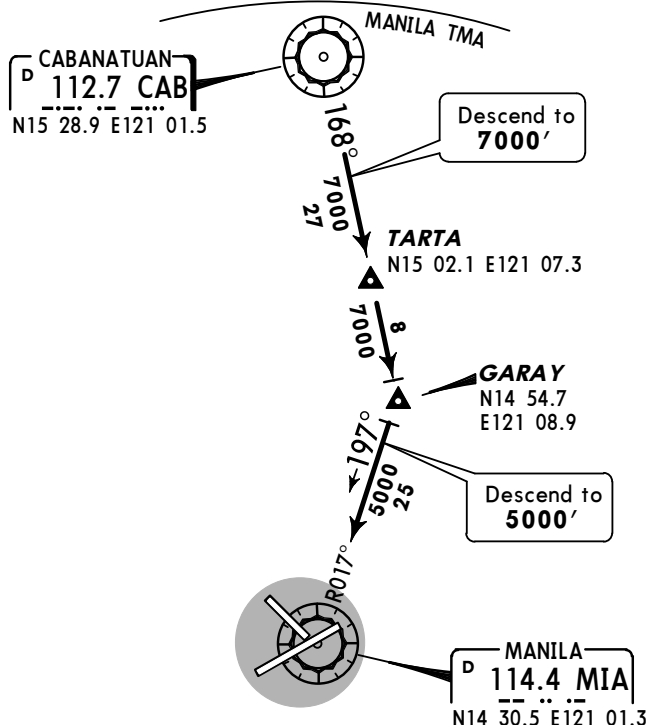 MANILA TMA
CABANATUAN
D 112.7 CAB
N15 28.9 E121 01.5
168°
Descend to
7000′
7000
27
TARTA
N15 02.1 E121 07.3
8
7000
GARAY
N14 54.7
E121 08.9
197°
5000
25
Descend to
5000′
R017°
MANILA
D 114.4 MIA
N14 30.5 E121 01.3